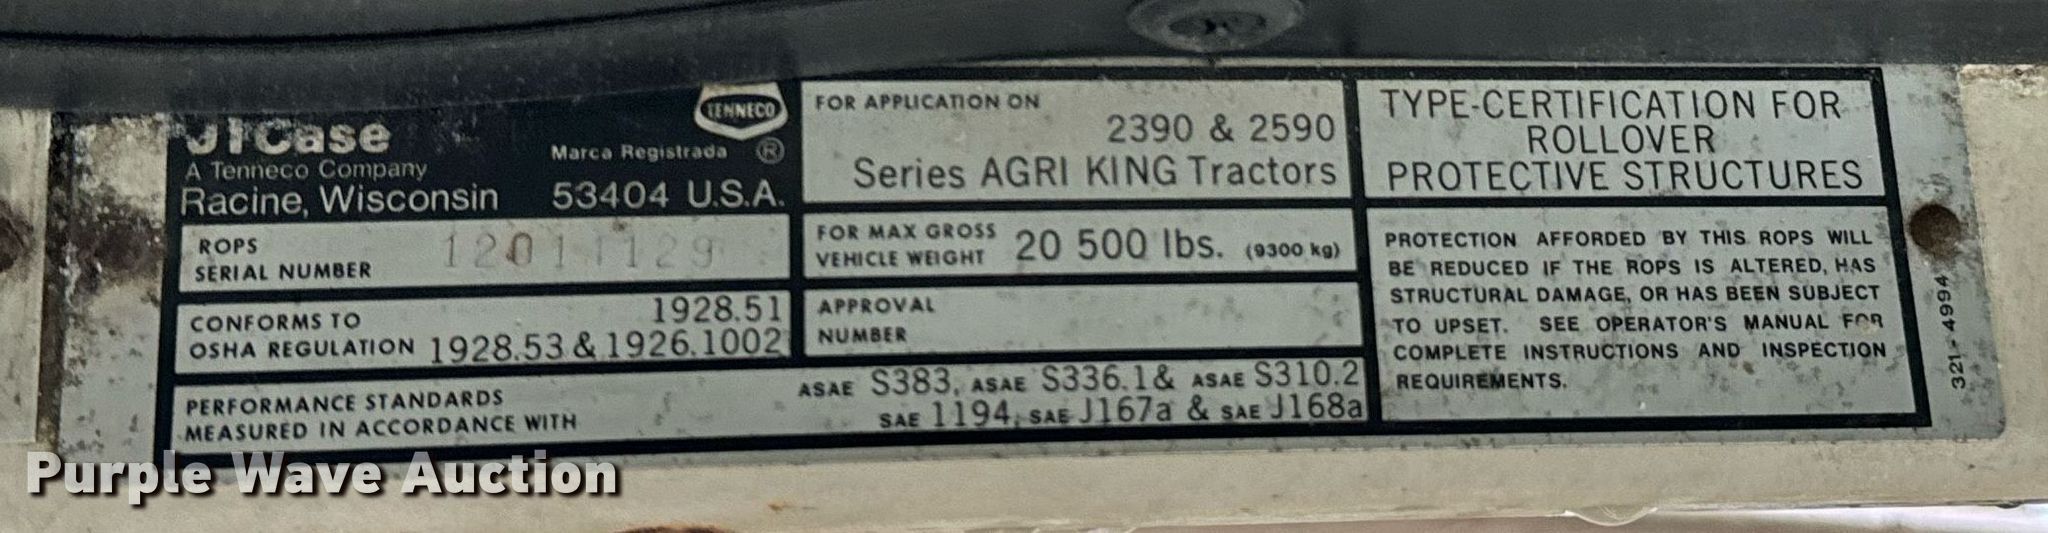 JI Case
A Tenneco Company
Racine, Wisconsin 53404 U.S.A.
TENNECO
Marca Registrada ®
ROPS
SERIAL NUMBER 12011129
CONFORMS TO 1928.51
OSHA REGULATION 1928.53 & 1926.1002
PERFORMANCE STANDARDS
MEASURED IN ACCORDANCE WITH
ASAE S383, ASAE S336.1 & ASAE S310.2
SAE 1194, SAE J167a & SAE J168a
FOR APPLICATION ON
2390 & 2590
Series AGRI KING Tractors
FOR MAX GROSS
VEHICLE WEIGHT 20 500 lbs. (9300 kg)
APPROVAL
NUMBER
TYPE-CERTIFICATION FOR
ROLLOVER
PROTECTIVE STRUCTURES
PROTECTION AFFORDED BY THIS ROPS WILL
BE REDUCED IF THE ROPS IS ALTERED, HAS
STRUCTURAL DAMAGE, OR HAS BEEN SUBJECT
TO UPSET. SEE OPERATOR'S MANUAL FOR
COMPLETE INSTRUCTIONS AND INSPECTION
REQUIREMENTS.
321-4994
Purple Wave Auction